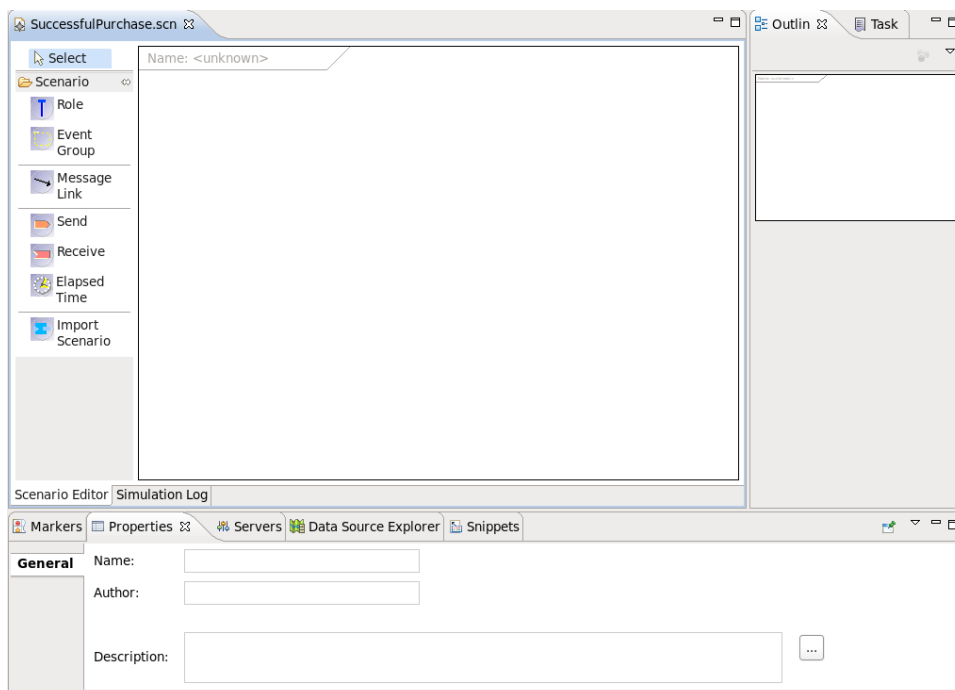 SuccessfulPurchase.scn
Outlin
Task
Select
Name: <unknown>
Scenario
Role
Event
Group
Message
Link
Send
Receive
Elapsed
Time
Import
Scenario
Scenario Editor
Simulation Log
Markers
Properties
Servers
Data Source Explorer
Snippets
General
Name:
Author:
Description:
...